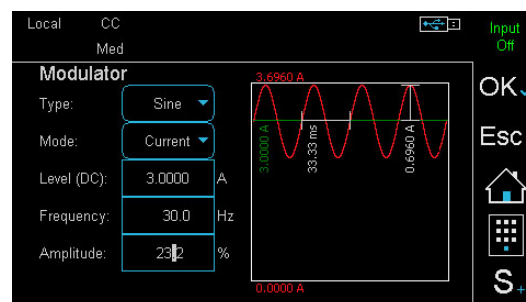 Local CC
Med
Input
Off
Modulator
Type: Sine
Mode: Current
Level (DC): 3.0000 A
Frequency: 30.0 Hz
Amplitude: 23.2 %
3.6960 A
3.0000 A
33.33 ms
0.6960 A
0.0000 A
OK
Esc
S+